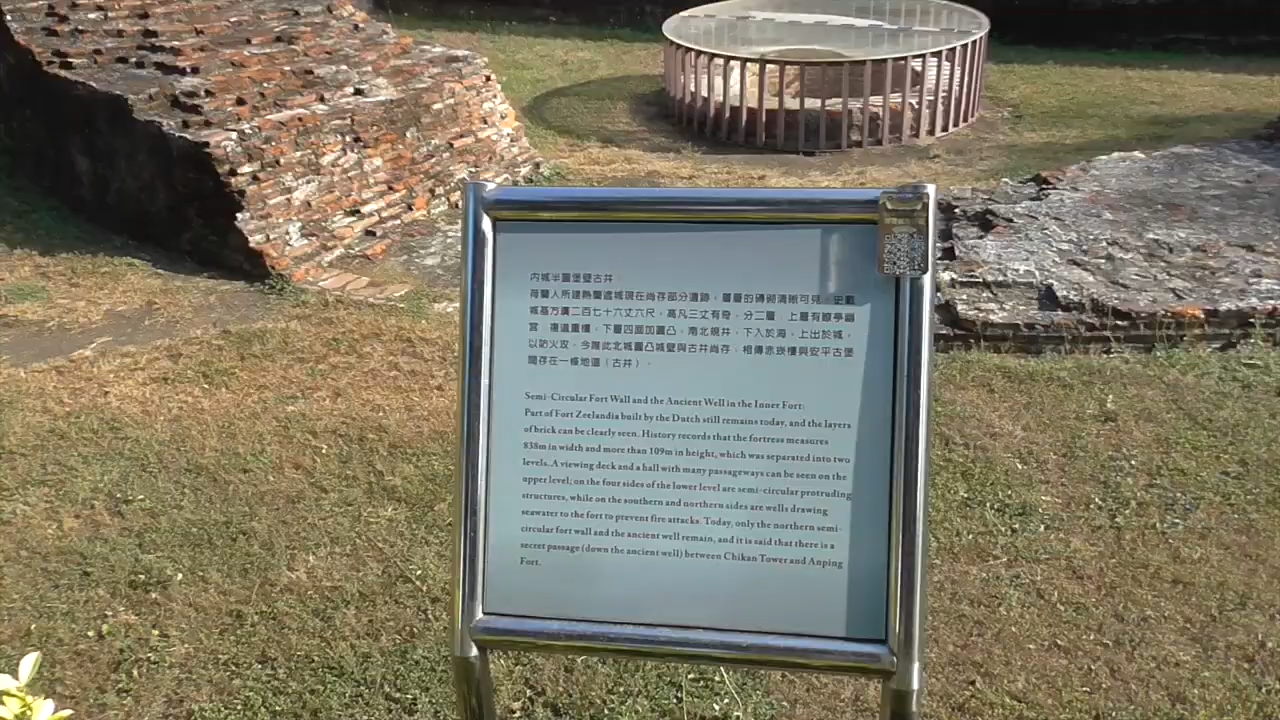 內城半圓堡壁古井
荷蘭人所建熱蘭遮城現在尚存部分遺跡，層層的磚砌清晰可見。史載
城基方廣二百七十六丈六尺，高凡三丈有奇，分二層，上層有瞭亭幽
宮，複道重樓，下層四面加圓凸，南北規井，下入於海，上出於城，
以防火攻。今唯此北城圓凸城壁與古井尚存，相傳赤崁樓與安平古堡
間存在一條地道（古井）。
Semi-Circular Fort Wall and the Ancient Well in the Inner Fort:
Part of Fort Zeelandia built by the Dutch still remains today, and the layers
of brick can be clearly seen. History records that the fortress measures
838m in width and more than 109m in height, which was separated into two
levels. A viewing deck and a hall with many passageways can be seen on the
upper level; on the four sides of the lower level are semi-circular protruding
structures, while on the southern and northern sides are wells drawing
seawater to the fort to prevent fire attacks. Today, only the northern semi-
circular fort wall and the ancient well remain, and it is said that there is a
secret passage (down the ancient well) between Chikan Tower and Anping
Fort.